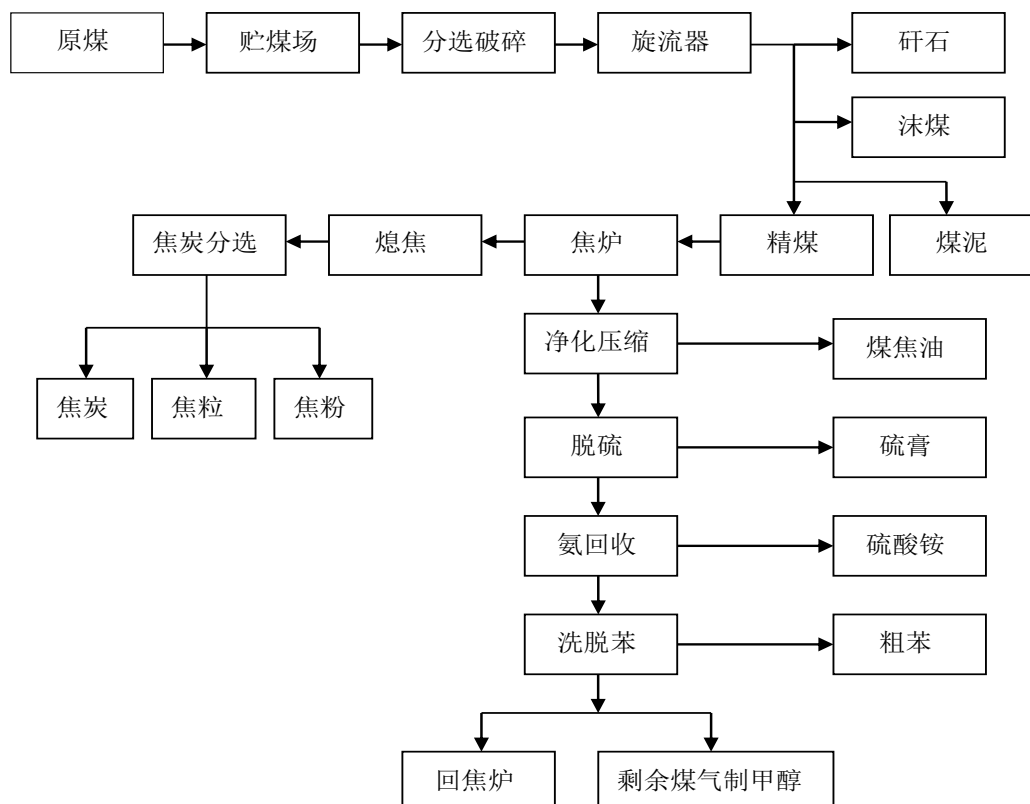 原煤
贮煤场
分选破碎
旋流器
矸石
沫煤
焦炭分选
熄焦
焦炉
精煤
煤泥
净化压缩
煤焦油
焦炭
焦粒
焦粉
脱硫
硫膏
氨回收
硫酸铵
洗脱苯
粗苯
回焦炉
剩余煤气制甲醇